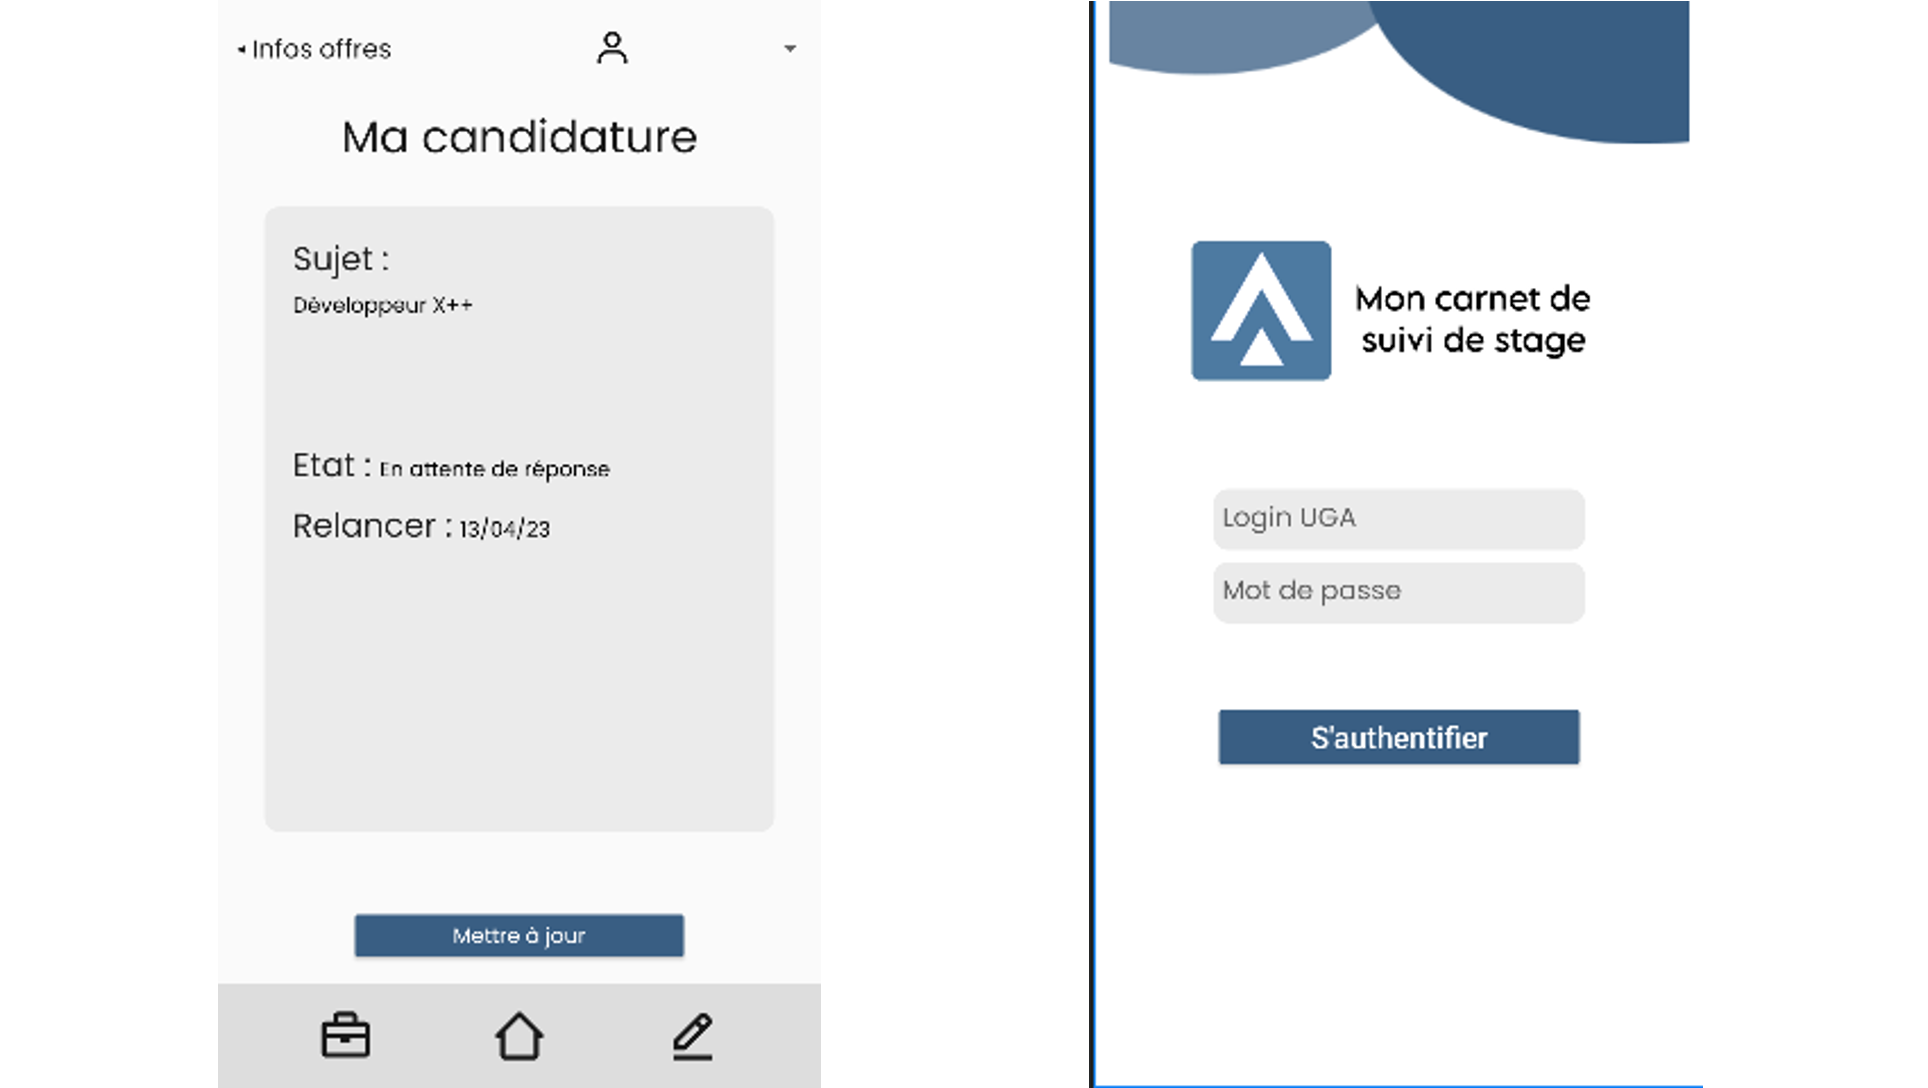 Infos offres
Ma candidature
Sujet :
Développeur X++
Etat : En attente de réponse
Relancer : 13/04/23
Mettre à jour
Mon carnet de
suivi de stage
Login UGA
Mot de passe
S'authentifier